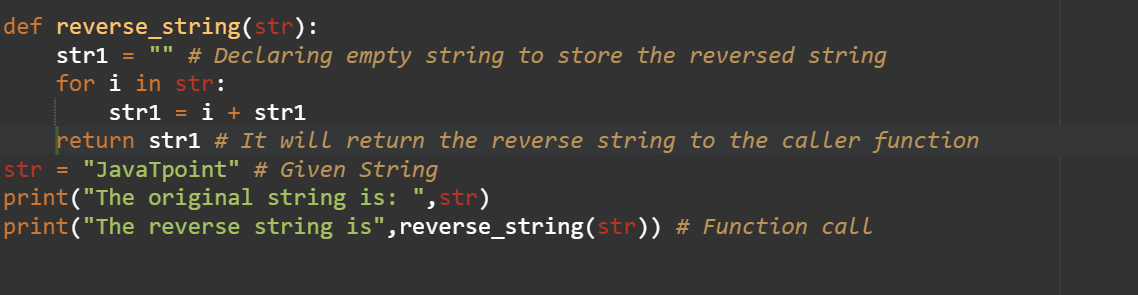 def reverse_string(str):
    str1 = "" # Declaring empty string to store the reversed string
    for i in str:
        str1 = i + str1
    return str1 # It will return the reverse string to the caller function
str = "JavaTpoint" # Given String
print("The original string is: ",str)
print("The reverse string is",reverse_string(str)) # Function call